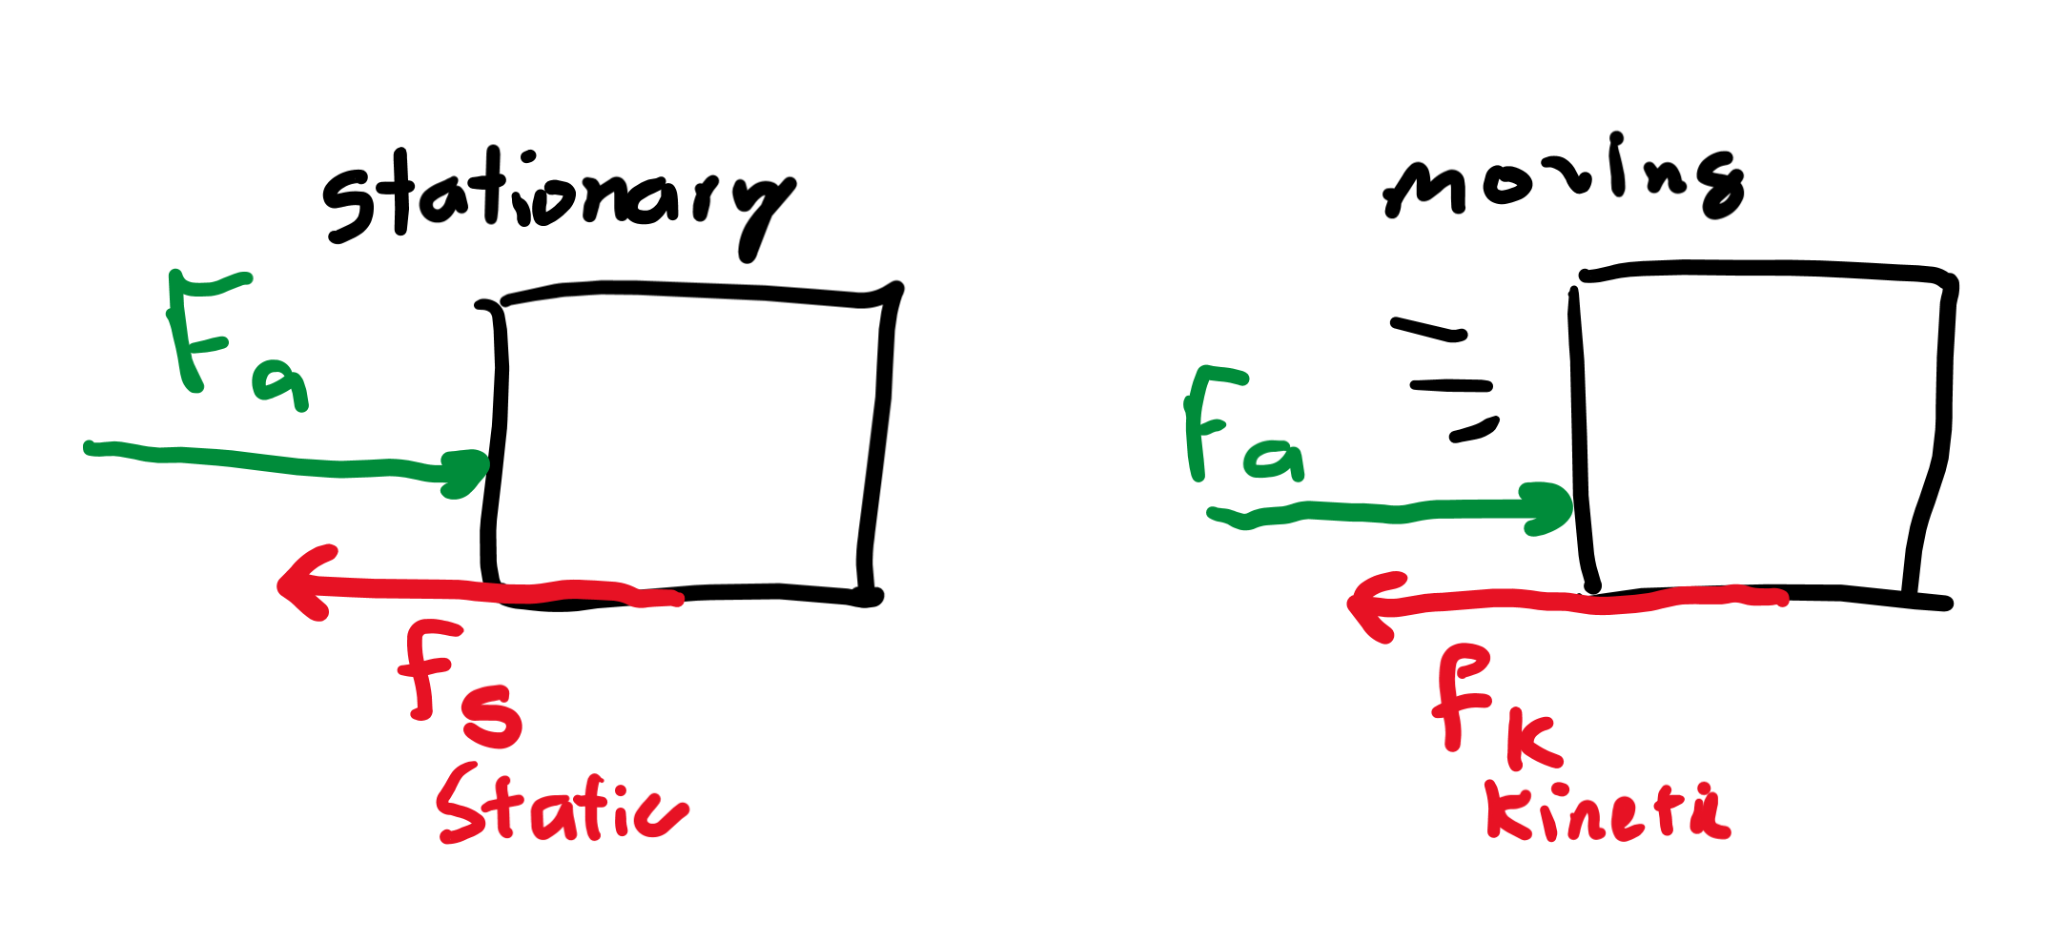 stationary
Fa
fs
Static
moving
Fa
fk
Kinetic